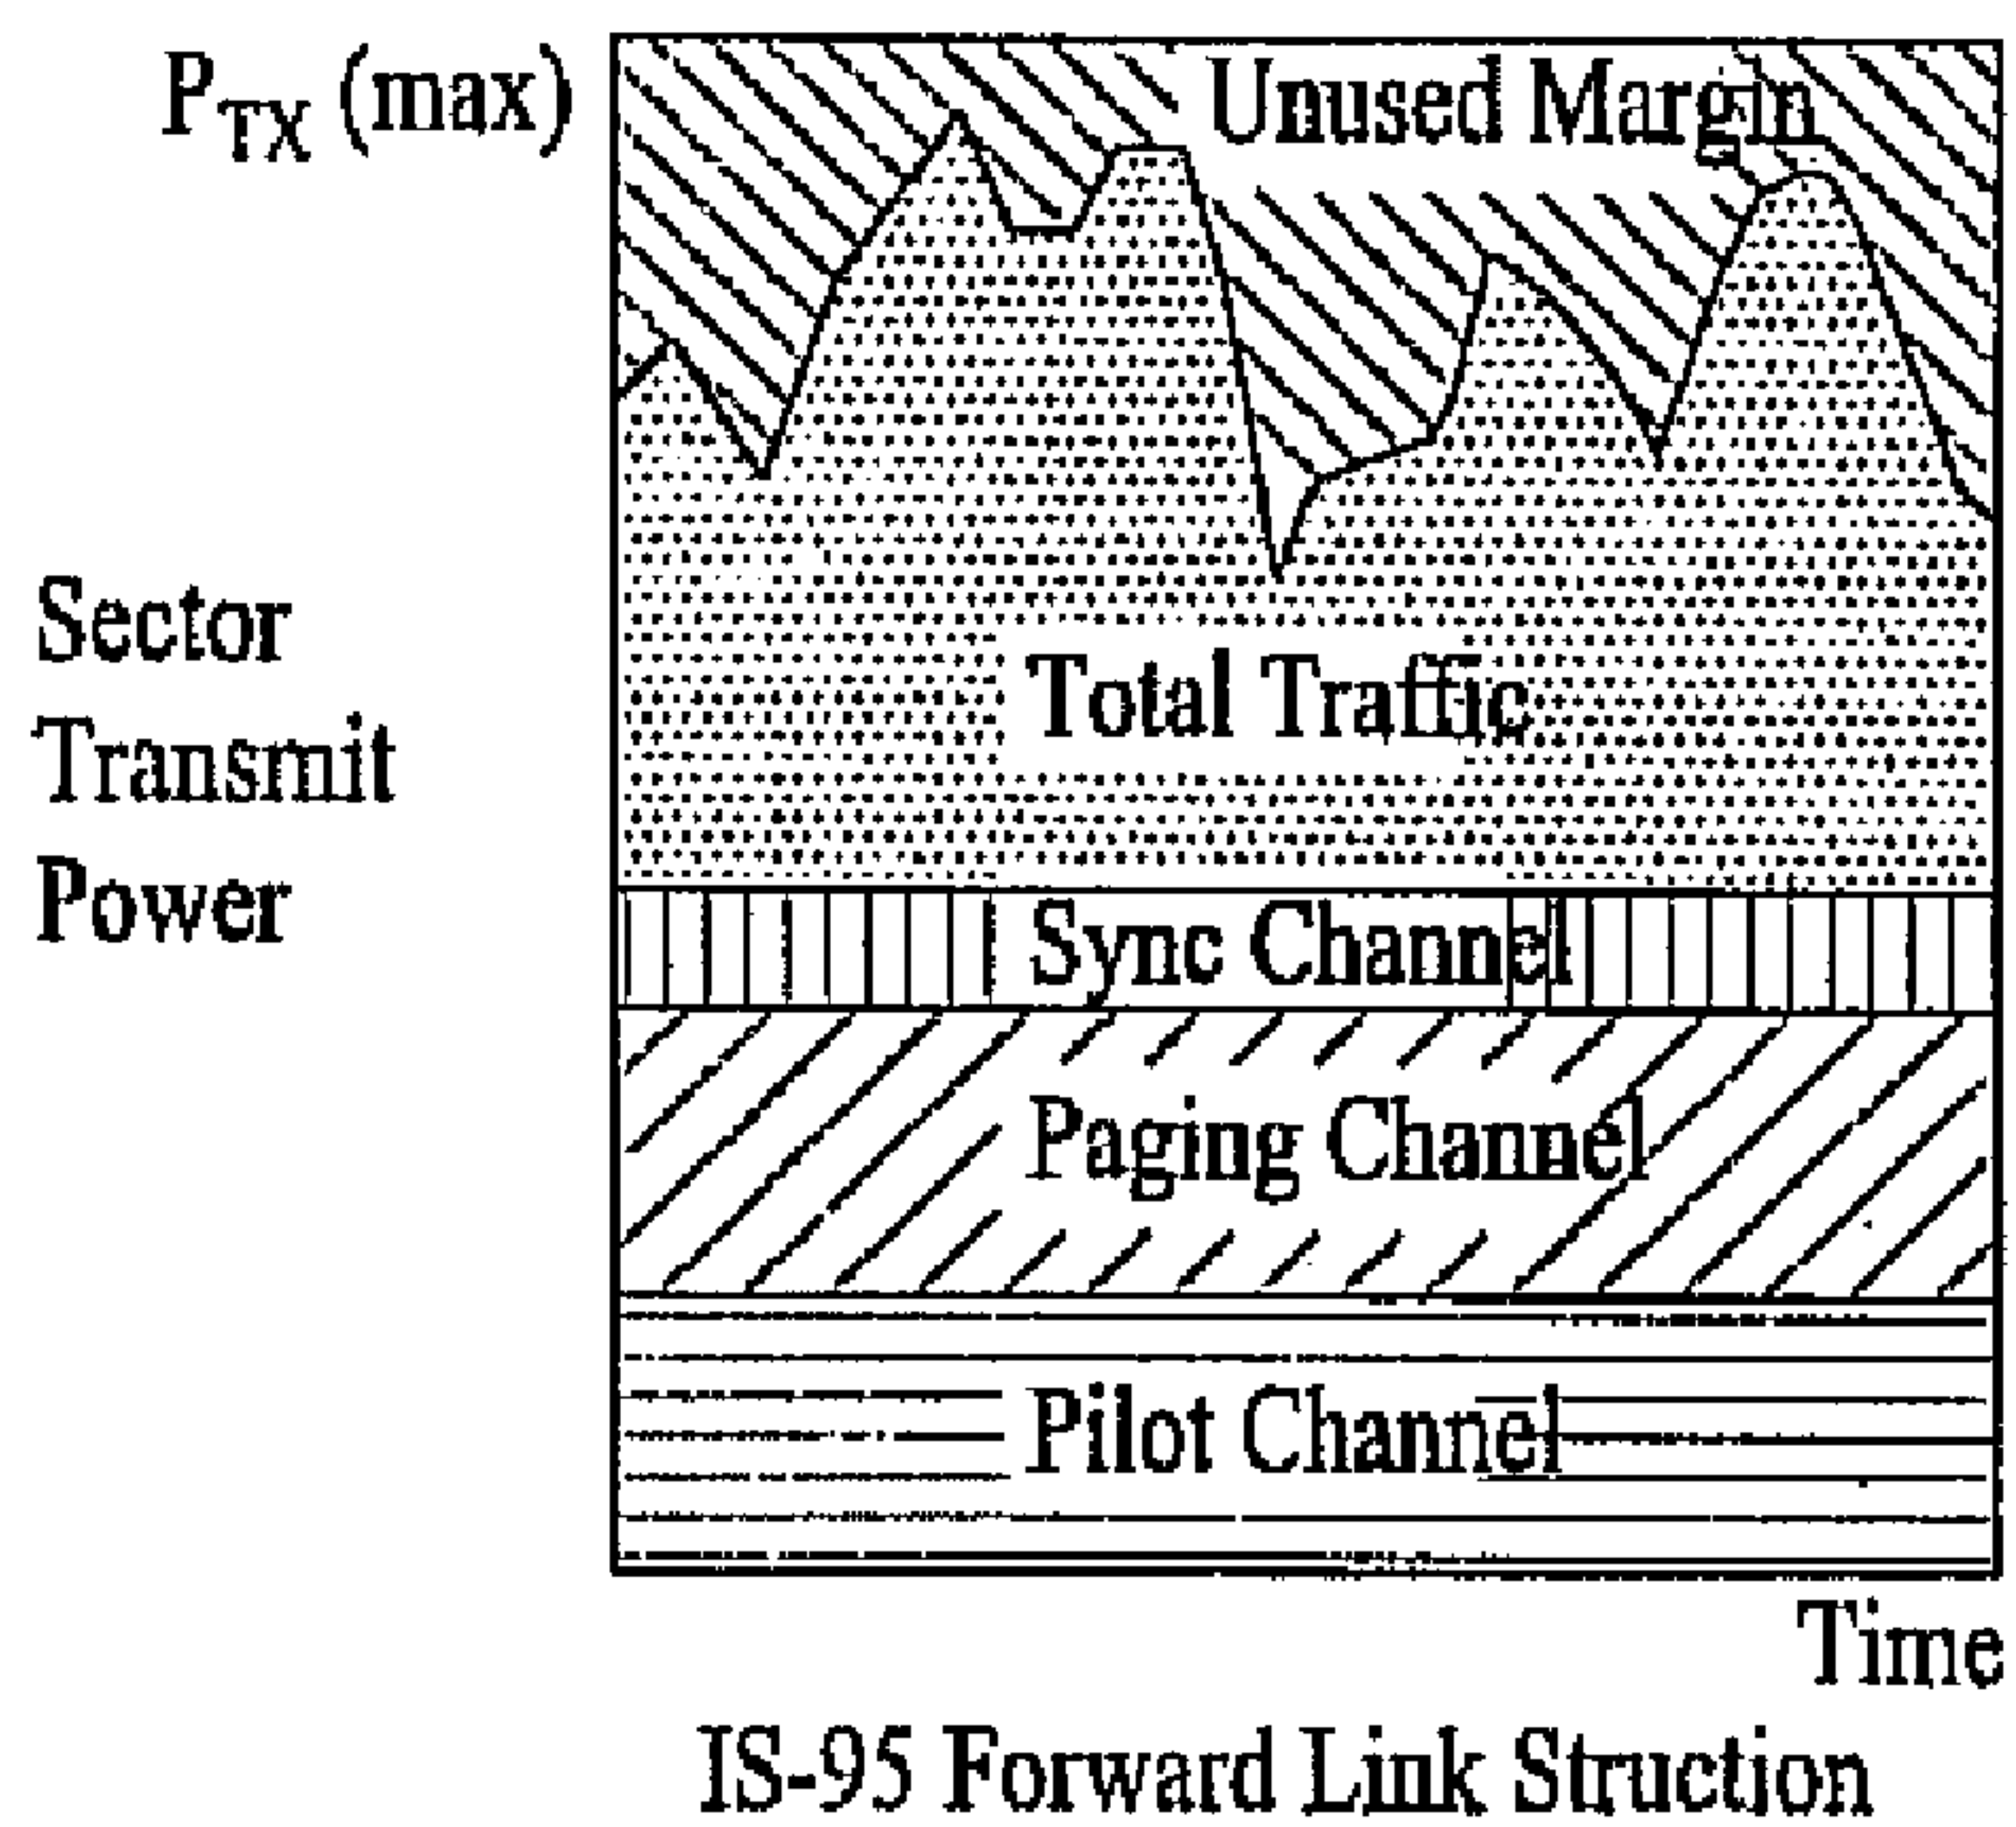 P_TX (max)
Unused Margin
Sector
Transmit
Power
Total Traffic
Sync Channel
Paging Channel
Pilot Channel
Time
IS-95 Forward Link Struction